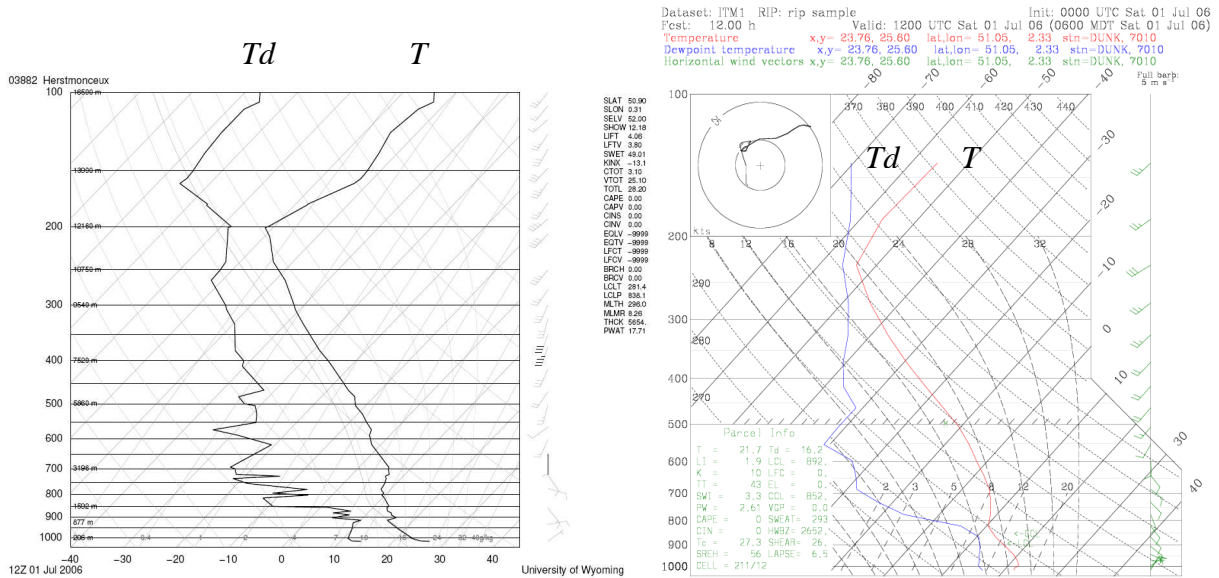 Td T
03882 Herstmonceux
100 16500 m
13900 m
200 12160 m
10750 m
300 9540 m
400 7520 m
500 5860 m
600
700 3196 m
800
1592 m
900 877 m
1000 206 m
0.4 1 2 4 7 10 16 24 32 40g/kg
-40 -30 -20 -10 0 10 20 30 40
12Z 01 Jul 2006 University of Wyoming
SLAT 50.90
SLON 0.31
SELV 52.00
SHOW 12.18
LIFT 4.06
LFTV 3.80
SWET 49.01
KINX -13.1
CTOT 3.10
VTOT 25.10
TOTL 28.20
CAPE 0.00
CAPV 0.00
CINS 0.00
CINV 0.00
EQLV -9999
EQTV -9999
LFCT -9999
LFCV -9999
BRCH 0.00
BRCV 0.00
LCLT 281.4
LCLP 838.1
MLTH 296.0
MLMR 8.26
THCK 5654.
PWAT 17.71
Dataset: ITM1 RIP: rip sample Init: 0000 UTC Sat 01 Jul 06
Fcst: 12.00 h Valid: 1200 UTC Sat 01 Jul 06 (0600 MDT Sat 01 Jul 06)
Temperature x,y= 23.76, 25.60 lat,lon= 51.05, 2.33 stn=DUNK, 7010
Dewpoint temperature x,y= 23.76, 25.60 lat,lon= 51.05, 2.33 stn=DUNK, 7010
Horizontal wind vectors x,y= 23.76, 25.60 lat,lon= 51.05, 2.33 stn=DUNK, 7010
-80 -70 -60 -50 -40
Full barb:
5 m s⁻¹
100 370 380 390 400 410 420 430 440
-30
Td T
-20
200 kts
8 12 16 20 24 28 32
-10
290
300
0
280
400 10
270
500
30
600
700
40
800
900
1000
2 3 5 8 12 20
Parcel Info
T = 21.7 Td = 16.2
LI = 1.9 LCL = 892.
K = 10 LFC = 0.
TT = 43 EL = 0.
SWI = 3.3 CCL = 852.
PW = 2.61 VGP = 0.0
CAPE = 0 SWEAT= 293
CIN = 0 HWBZ= 2652.
Tc = 27.3 SHEAR= 26.
SREH = 56 LAPSE= 6.5
CELL = 211/12